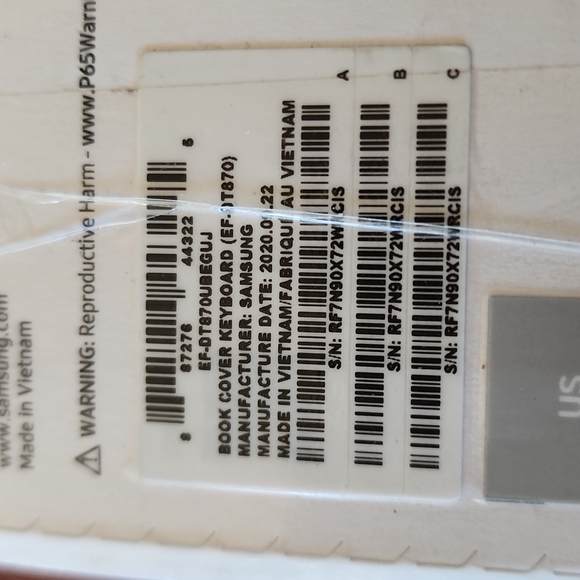 www.samsung.com
Made in Vietnam
WARNING: Reproductive Harm - www.P65Warn
8 87276 44322 5
EF-DT870UBEGUJ
BOOK COVER KEYBOARD (EF-DT870)
MANUFACTURER: SAMSUNG
MANUFACTURE DATE: 2020.
22
MADE IN VIETNAM/FABRIQUÉ AU VIETNAM
A
S/N: RF7N90X72WRCIS
B
S/N: RF7N90X72WRCIS
C
S/N: RF7N90X72WRCIS
US